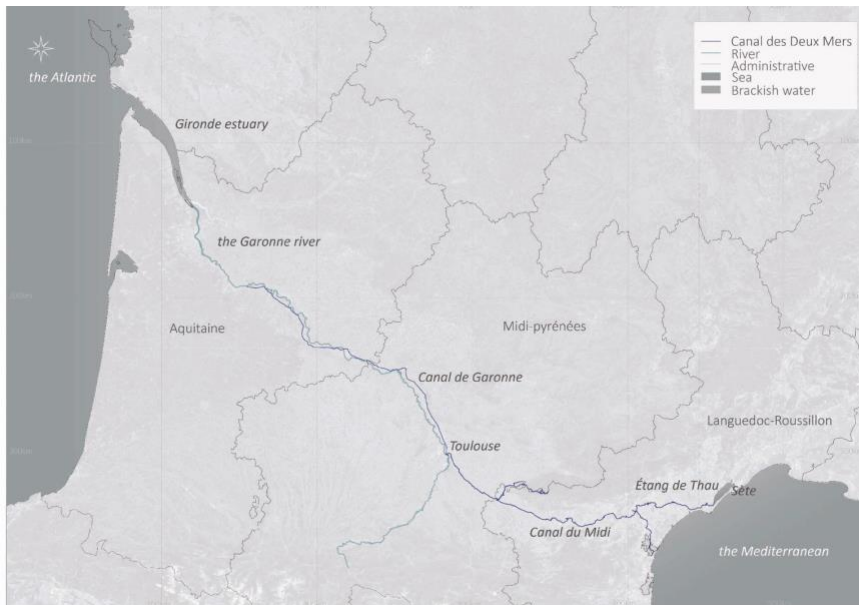 Canal des Deux Mers
River
Administrative
Sea
Brackish water
the Atlantic
Gironde estuary
100km
the Garonne river
Aquitaine
Midi-pyrénées
Canal de Garonne
Languedoc-Roussillon
Toulouse
Étang de Thau
Sète
Canal du Midi
the Mediterranean